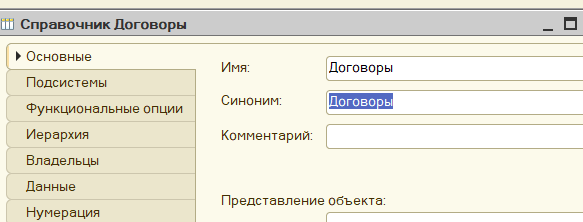 Справочник Договоры
Основные
Подсистемы
Функциональные опции
Иерархия
Владельцы
Данные
Нумерация
Имя: Договоры
Синоним: Договоры
Комментарий:
Представление объекта: